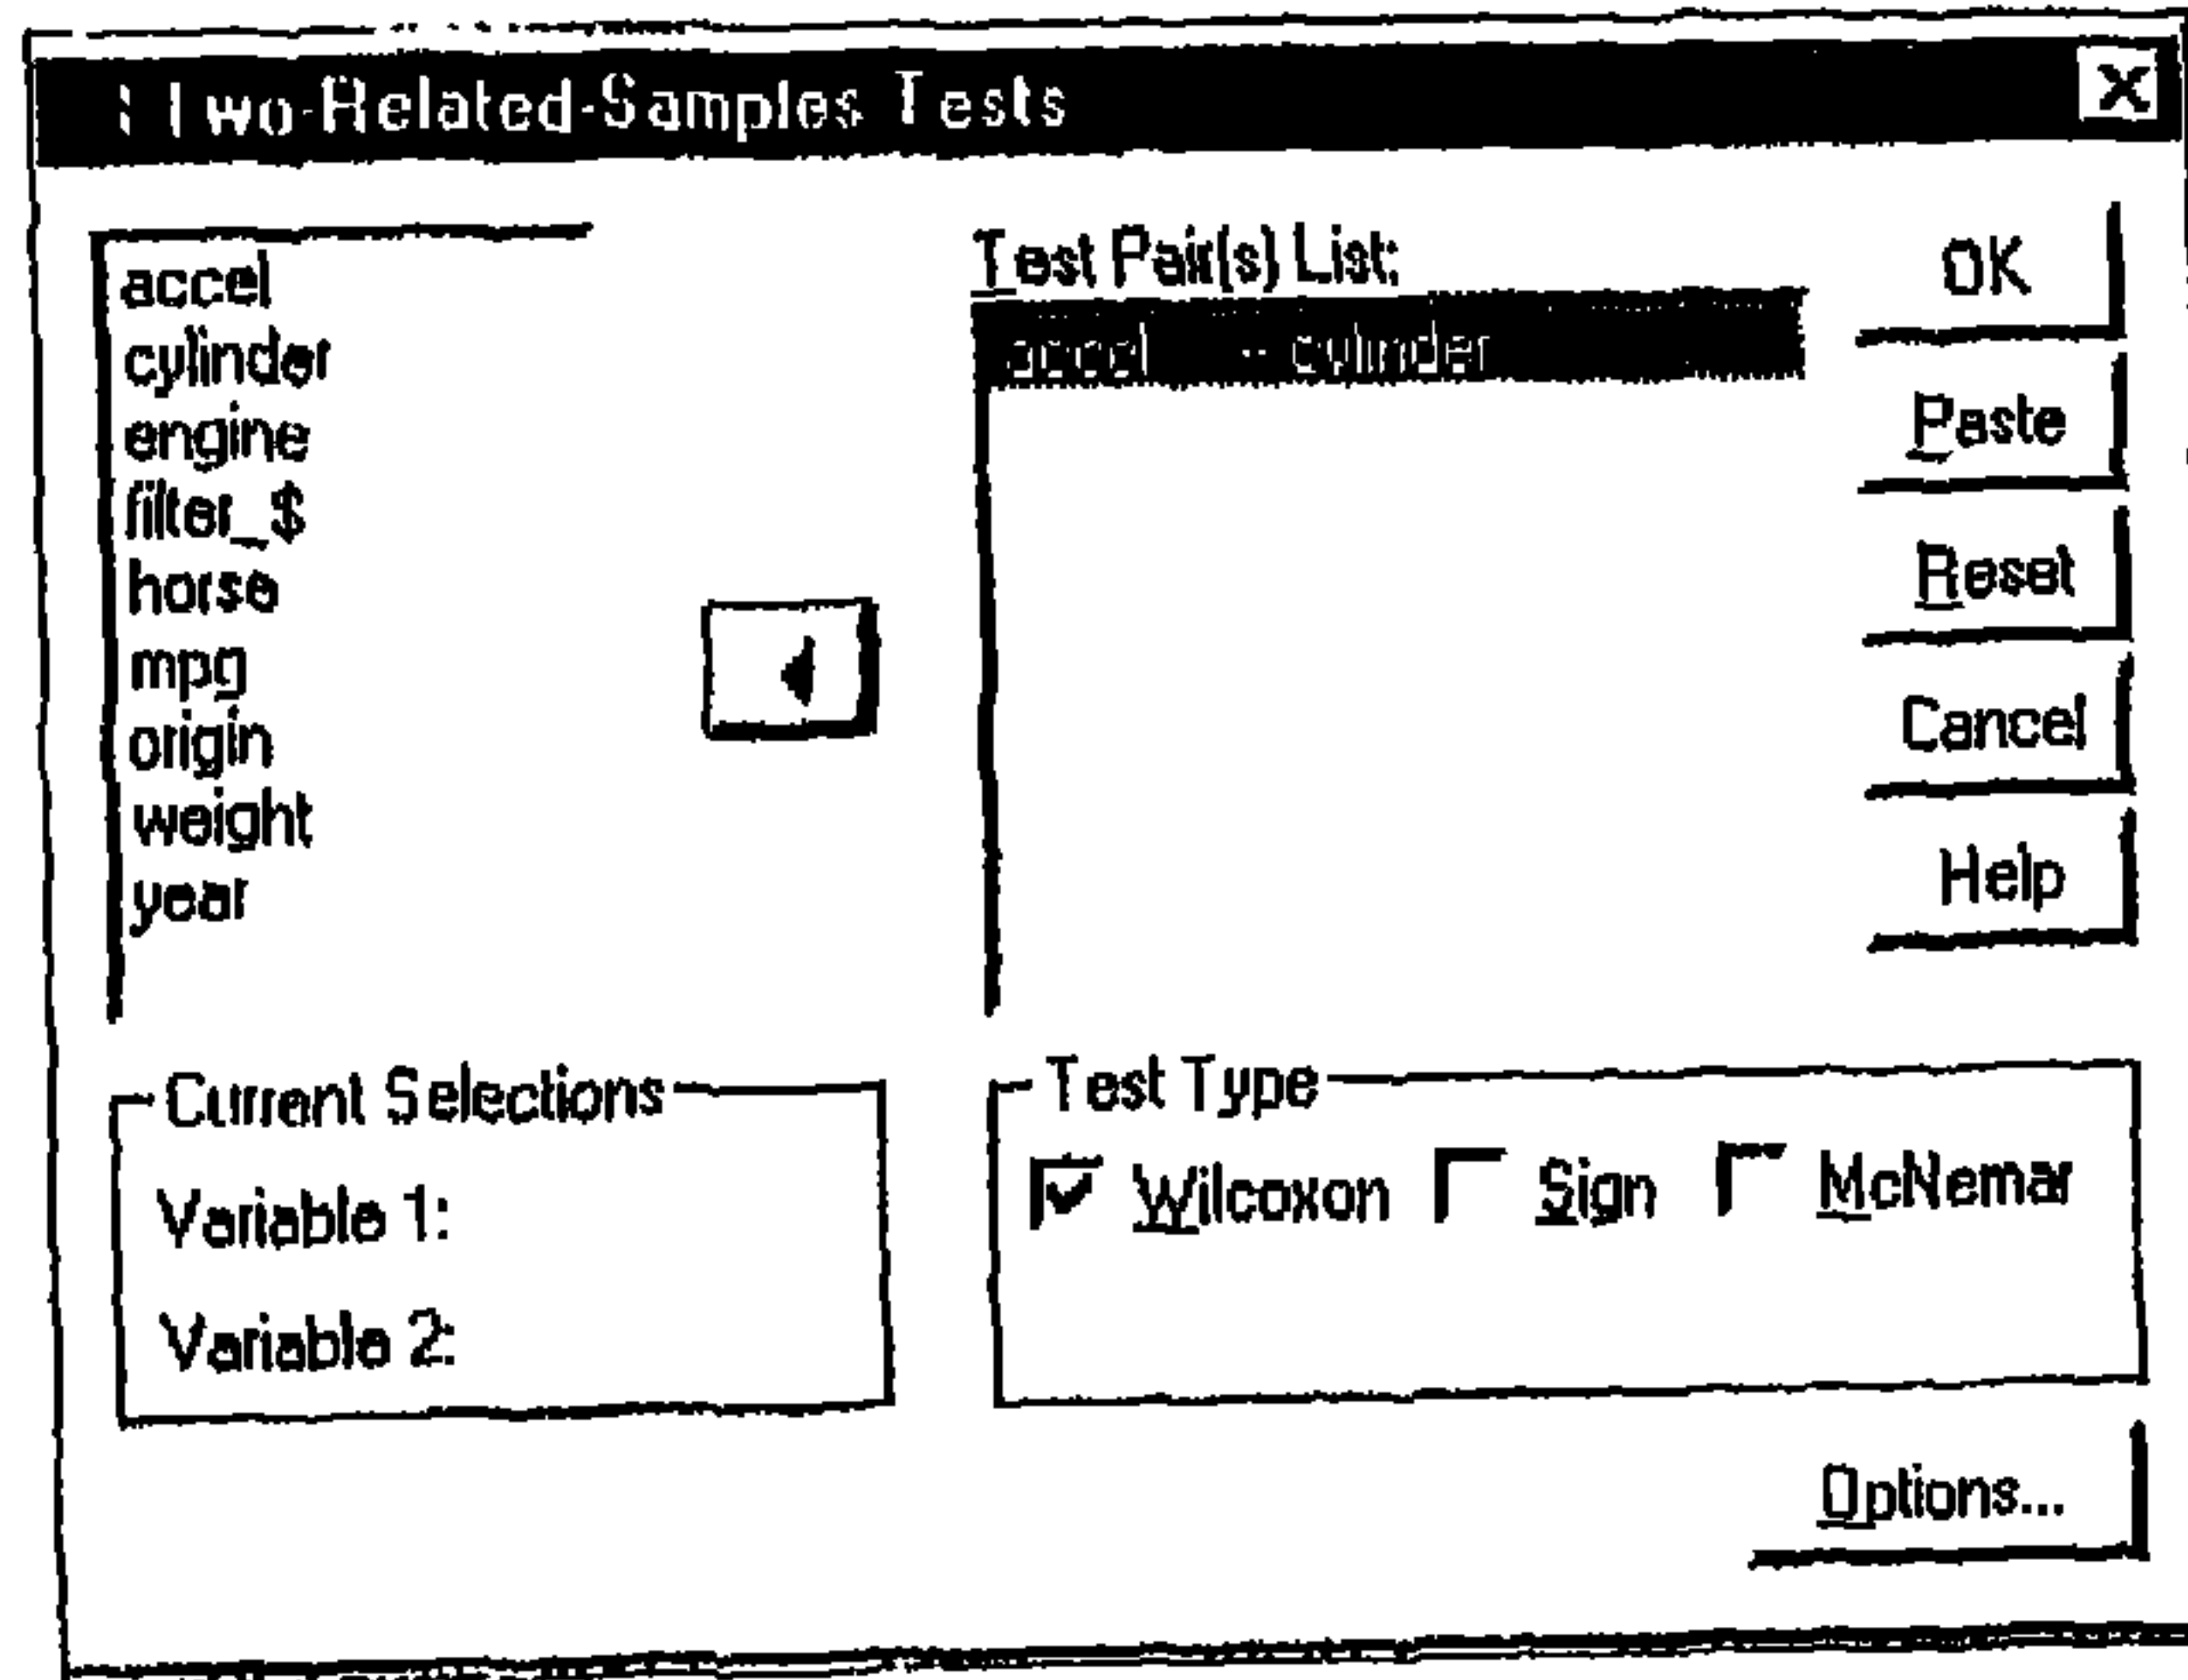 Two-Related-Samples Tests
accel
cylinder
engine
filter_$
horse
mpg
origin
weight
year
Test Pair(s) List:
accel -- cylinder
OK
Paste
Reset
Cancel
Help
Current Selections
Variable 1:
Variable 2:
Test Type
Wilcoxon Sign McNemar
Options...